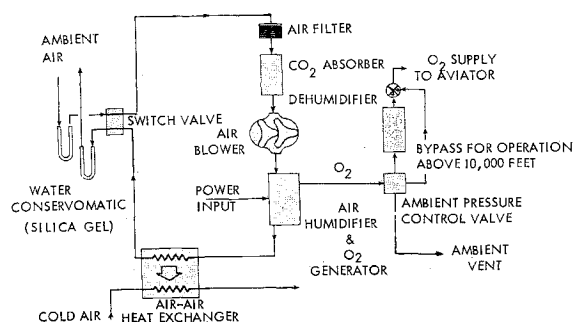 AMBIENT
AIR
AIR FILTER
CO2 ABSORBER
O2 SUPPLY
TO AVIATOR
DEHUMIDIFIER
SWITCH VALVE
AIR
BLOWER
BYPASS FOR OPERATION
ABOVE 10,000 FEET
WATER
CONSERVOMATIC
(SILICA GEL)
POWER
INPUT
O2
AIR
HUMIDIFIER
&
O2
GENERATOR
AMBIENT PRESSURE
CONTROL VALVE
AMBIENT
VENT
COLD AIR
AIR-AIR
HEAT EXCHANGER